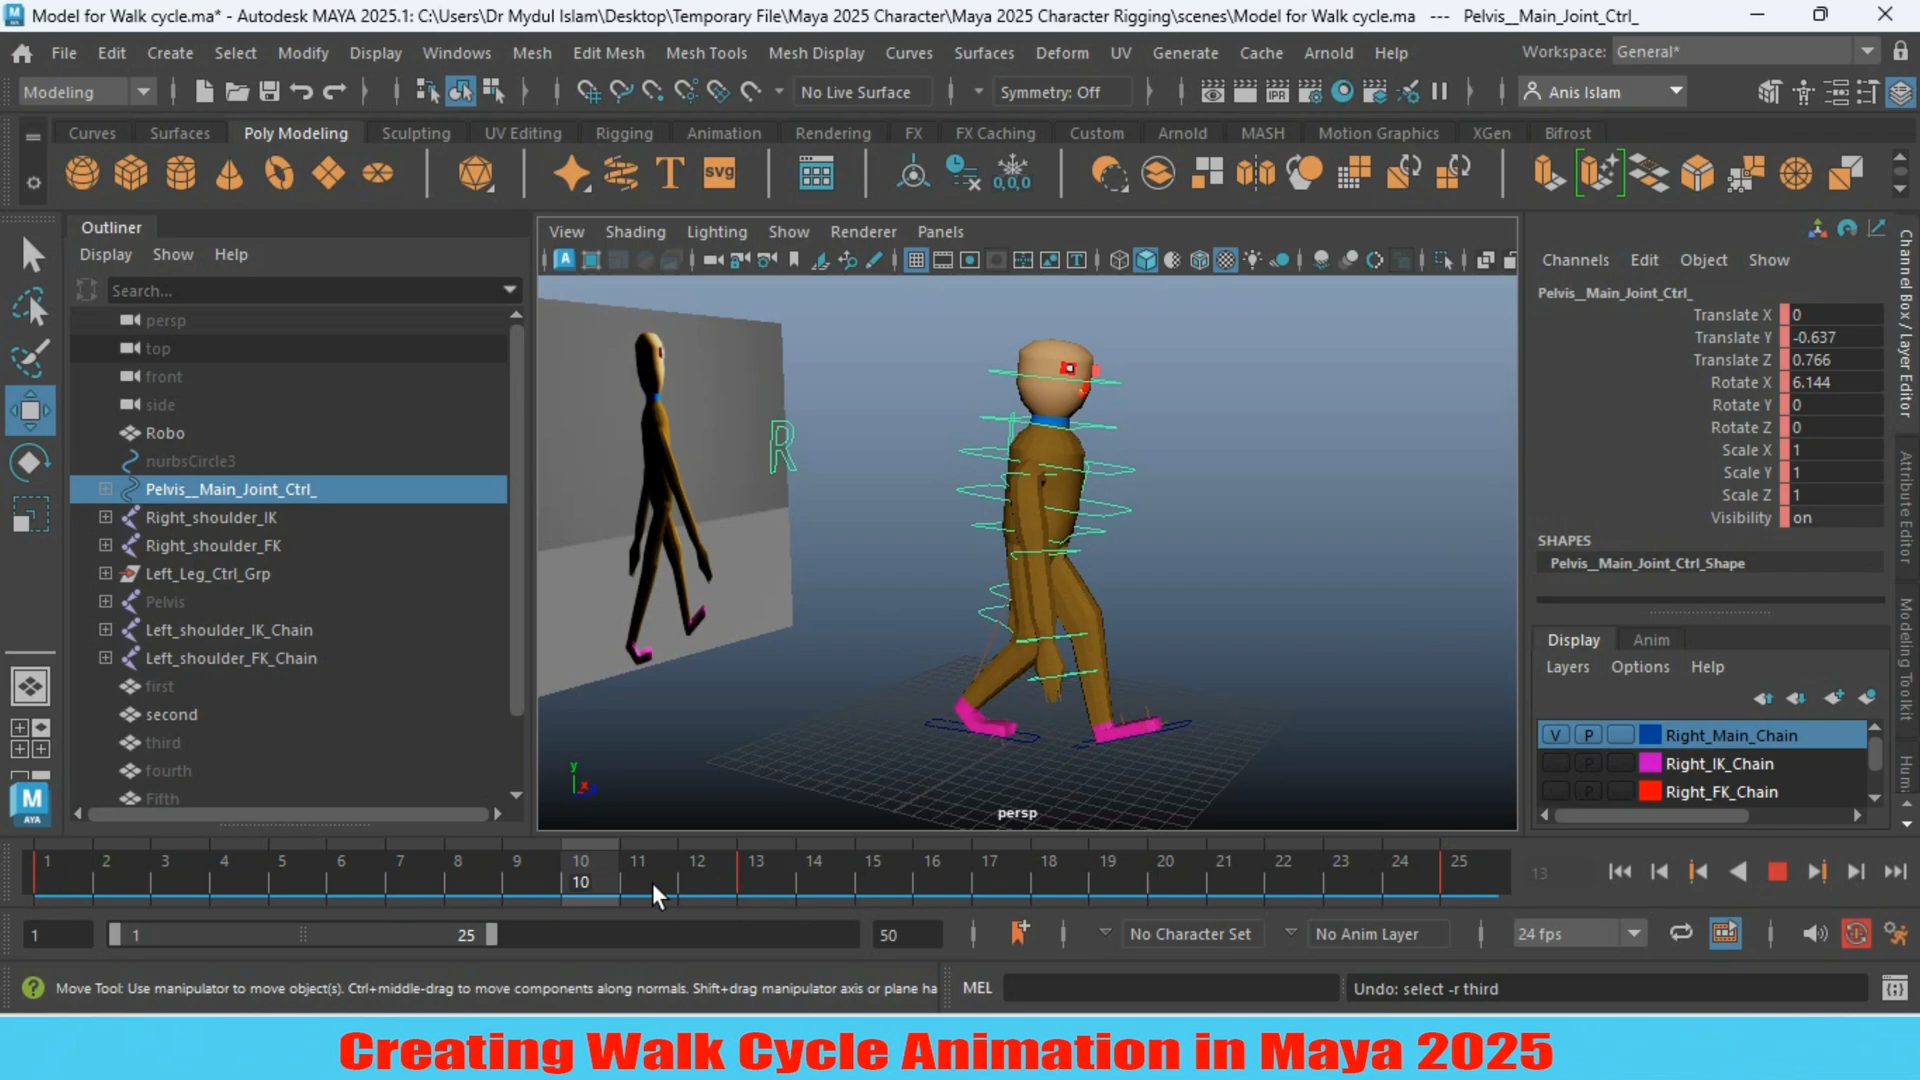 Model for Walk cycle.ma* - Autodesk MAYA 2025.1: C:\Users\Dr Mydul Islam\Desktop\Temporary File\Maya 2025 Character\Maya 2025 Character Rigging\scenes\Model for Walk cycle.ma --- Pelvis__Main_Joint_Ctrl_
File Edit Create Select Modify Display Windows Mesh Edit Mesh Mesh Tools Mesh Display Curves Surfaces Deform UV Generate Cache Arnold Help Workspace: General*
Modeling No Live Surface Symmetry: Off IPR Anis Islam
Curves Surfaces Poly Modeling Sculpting UV Editing Rigging Animation Rendering FX FX Caching Custom Arnold MASH Motion Graphics XGen Bifrost
T SVG 0,0,0
Outliner
Display Show Help
Search...
persp
top
front
side
Robo
nurbsCircle3
Pelvis__Main_Joint_Ctrl_
Right_shoulder_IK
Right_shoulder_FK
Left_Leg_Ctrl_Grp
Pelvis
Left_shoulder_IK_Chain
Left_shoulder_FK_Chain
first
second
third
fourth
Fifth
M
AYA
View Shading Lighting Show Renderer Panels
R
y
x
persp
Channels Edit Object Show
Pelvis__Main_Joint_Ctrl_
Translate X 0
Translate Y -0.637
Translate Z 0.766
Rotate X 6.144
Rotate Y 0
Rotate Z 0
Scale X 1
Scale Y 1
Scale Z 1
Visibility on
SHAPES
Pelvis__Main_Joint_Ctrl_Shape
Display Anim
Layers Options Help
V P Right_Main_Chain
P Right_IK_Chain
P Right_FK_Chain
Channel Box / Layer Editor
Attribute Editor
Modeling Toolkit
1 2 3 4 5 6 7 8 9 10 11 12 13 14 15 16 17 18 19 20 21 22 23 24 25
10
13
1 1 25 50 No Character Set No Anim Layer 24 fps
Move Tool: Use manipulator to move object(s). Ctrl+middle-drag to move components along normals. Shift+drag manipulator axis or plane ha
MEL Undo: select -r third
Creating Walk Cycle Animation in Maya 2025